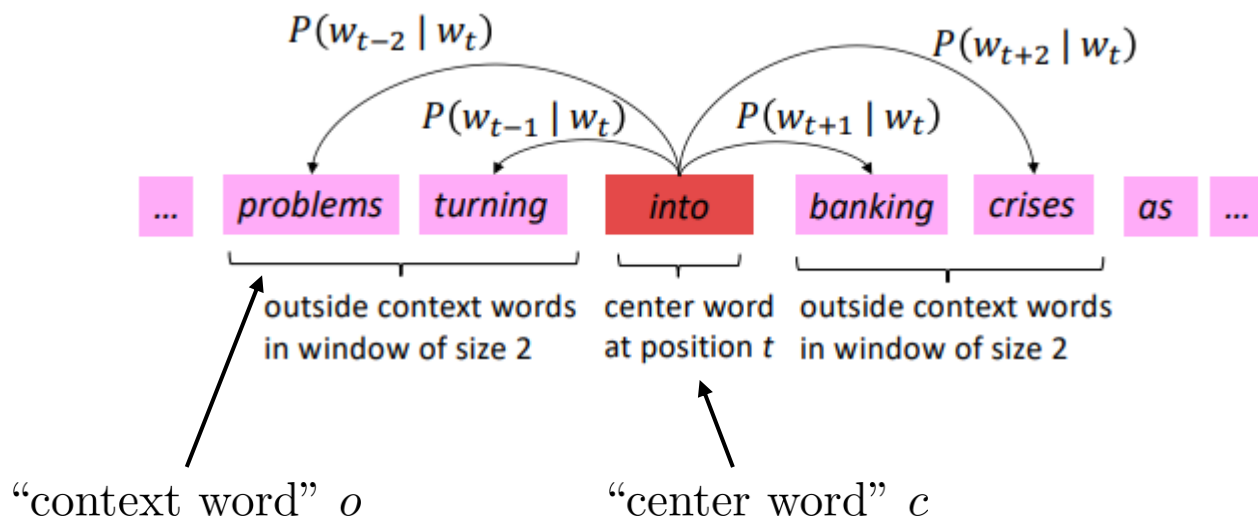 P(w_{t−2} | w_t)
P(w_{t+2} | w_t)
P(w_{t−1} | w_t)
P(w_{t+1} | w_t)
... problems turning into banking crises as ...
outside context words
in window of size 2
center word
at position t
outside context words
in window of size 2
“context word” o
“center word” c